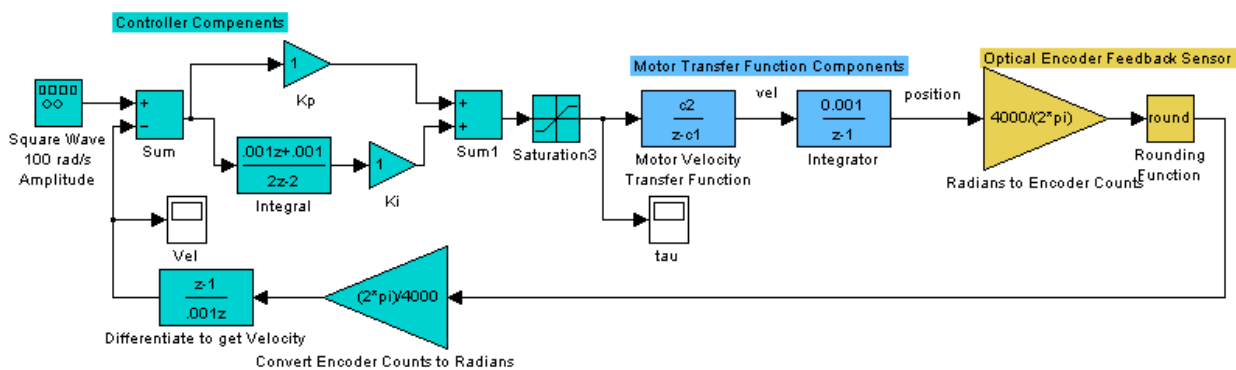 Controller Compenents
Square Wave
100 rad/s
Amplitude
+
−
Sum
1
Kp
.001z+.001
2z-2
Integral
1
Ki
+
+
Sum1
Saturation3
Motor Transfer Function Components
c2
z-c1
Motor Velocity
Transfer Function
vel
0.001
z-1
Integrator
position
Optical Encoder Feedback Sensor
4000/(2*pi)
Radians to Encoder Counts
round
Rounding
Function
Vel
tau
z-1
.001z
Differentiate to get Velocity
(2*pi)/4000
Convert Encoder Counts to Radians